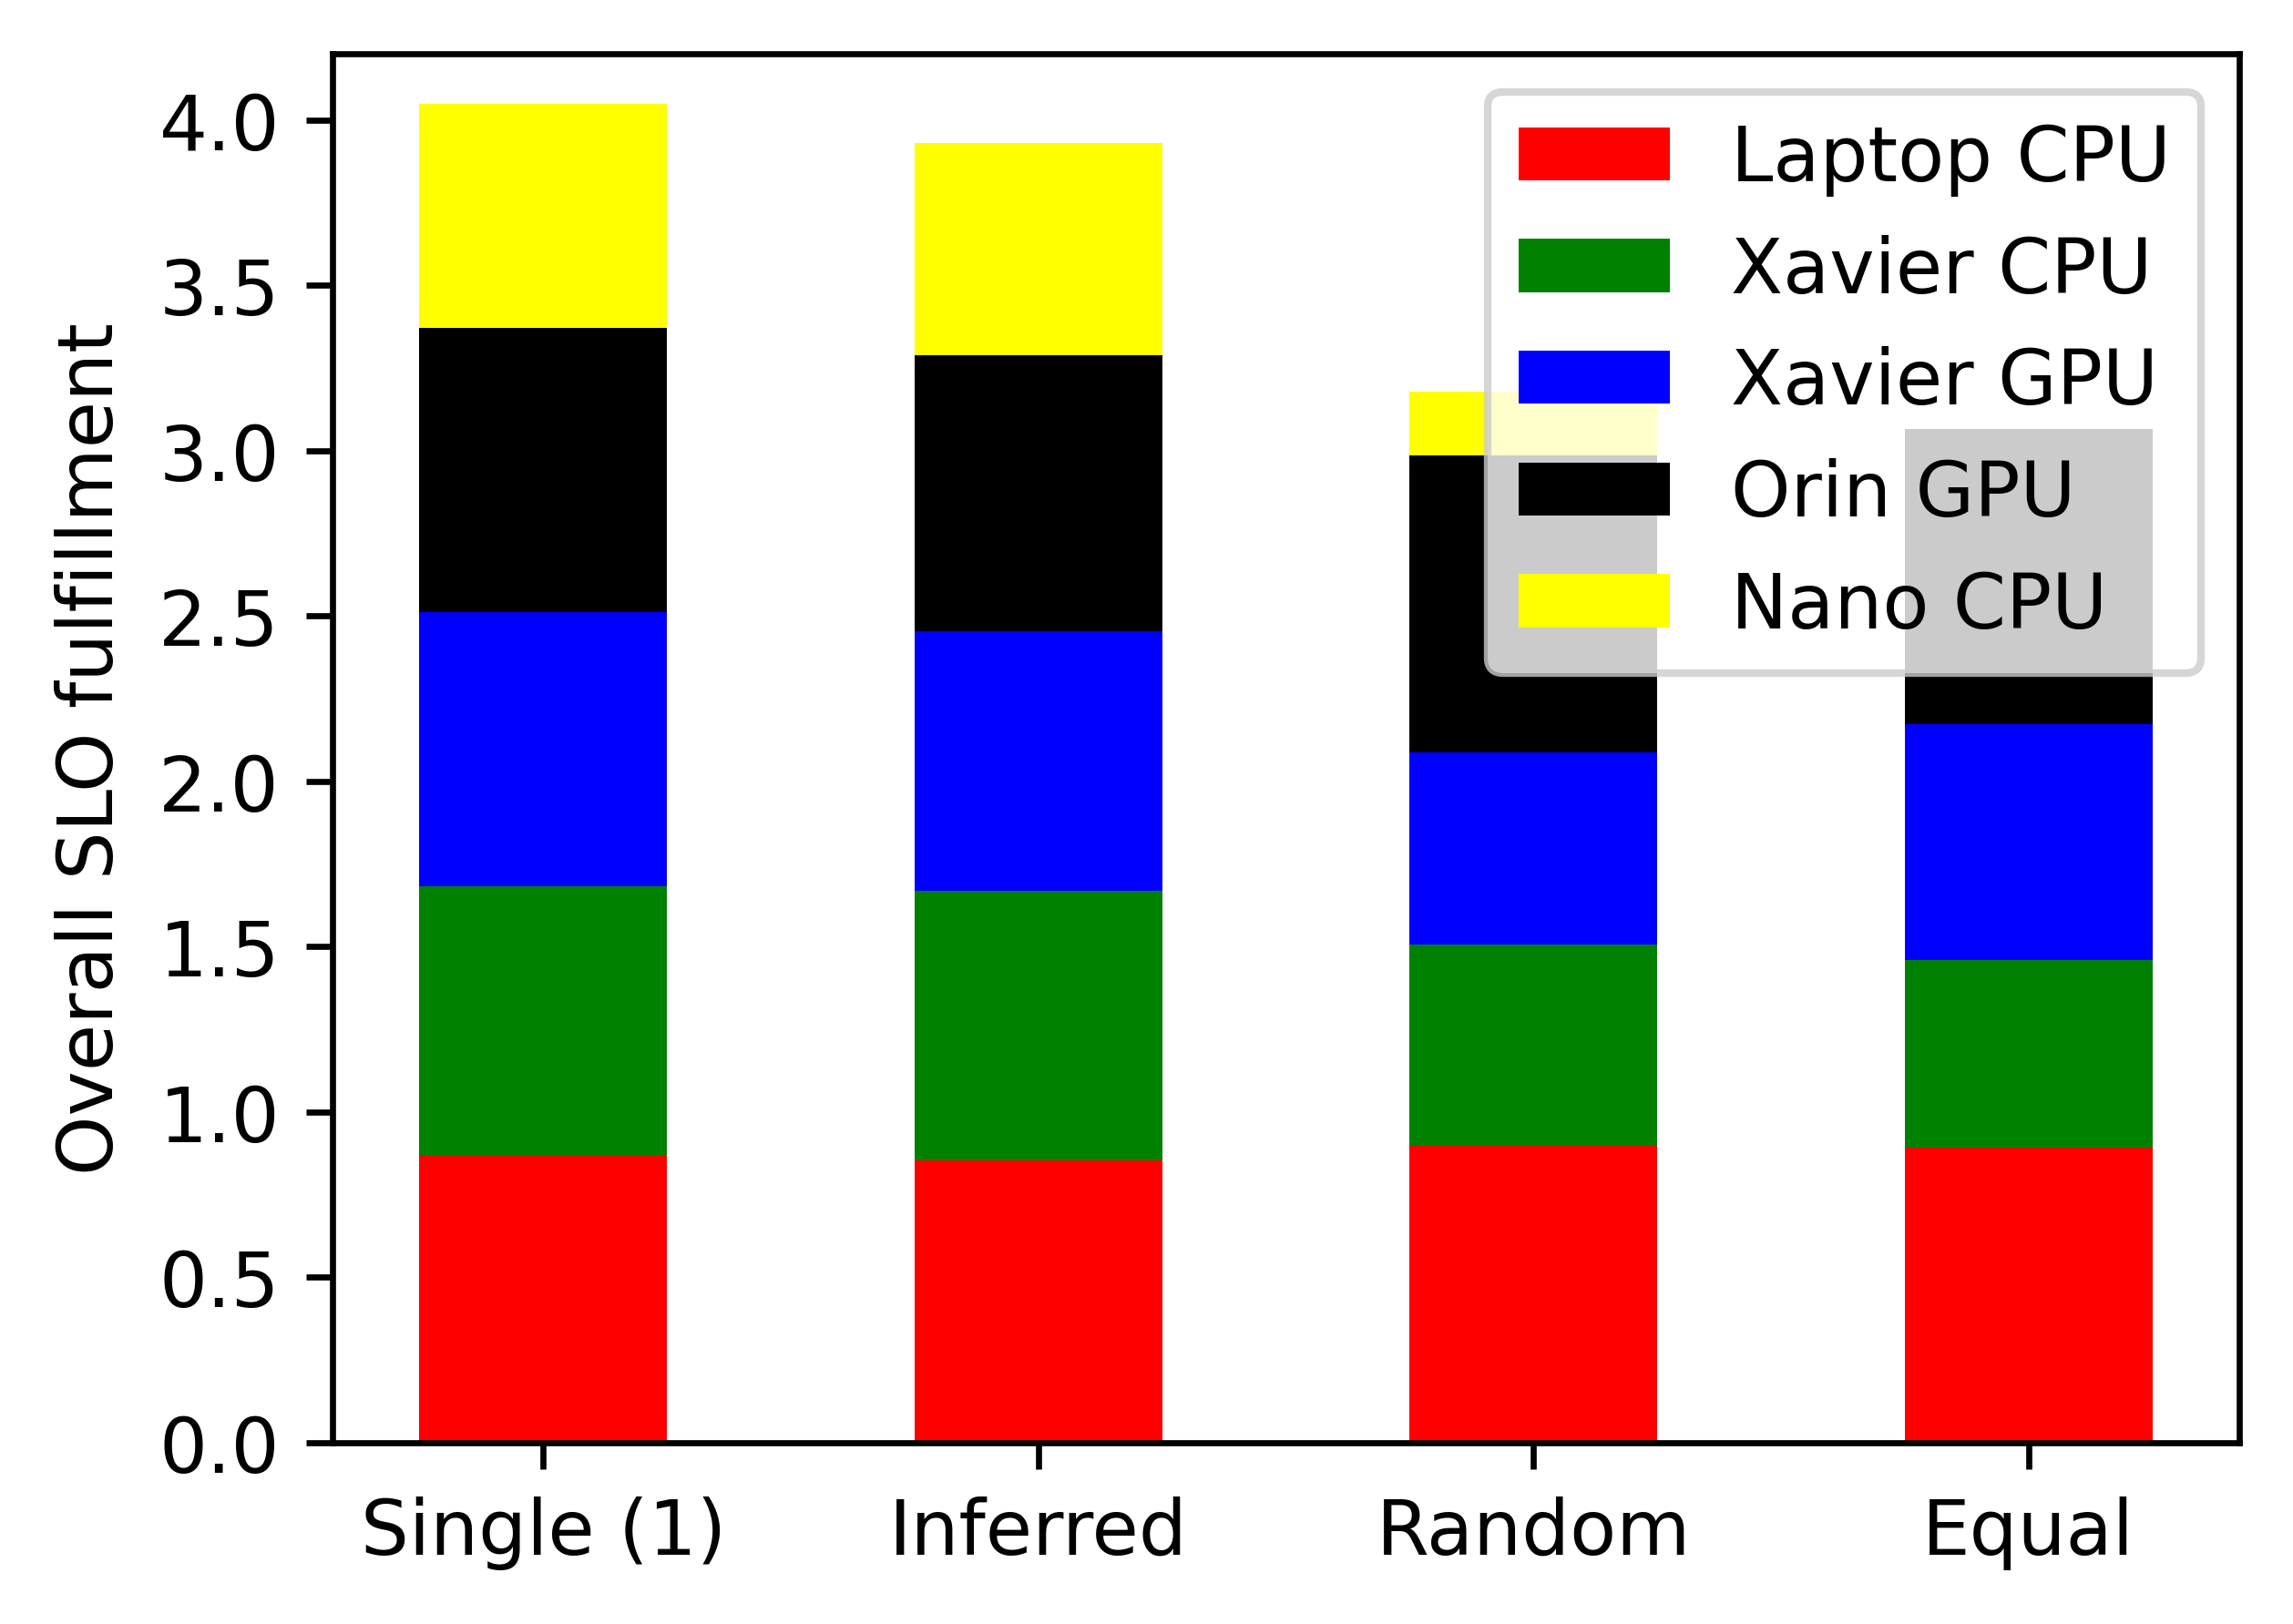 Overall SLO fulfillment
4.0
3.5
3.0
2.5
2.0
1.5
1.0
0.5
0.0
Single (1)
Inferred
Random
Equal
Laptop CPU
Xavier CPU
Xavier GPU
Orin GPU
Nano CPU